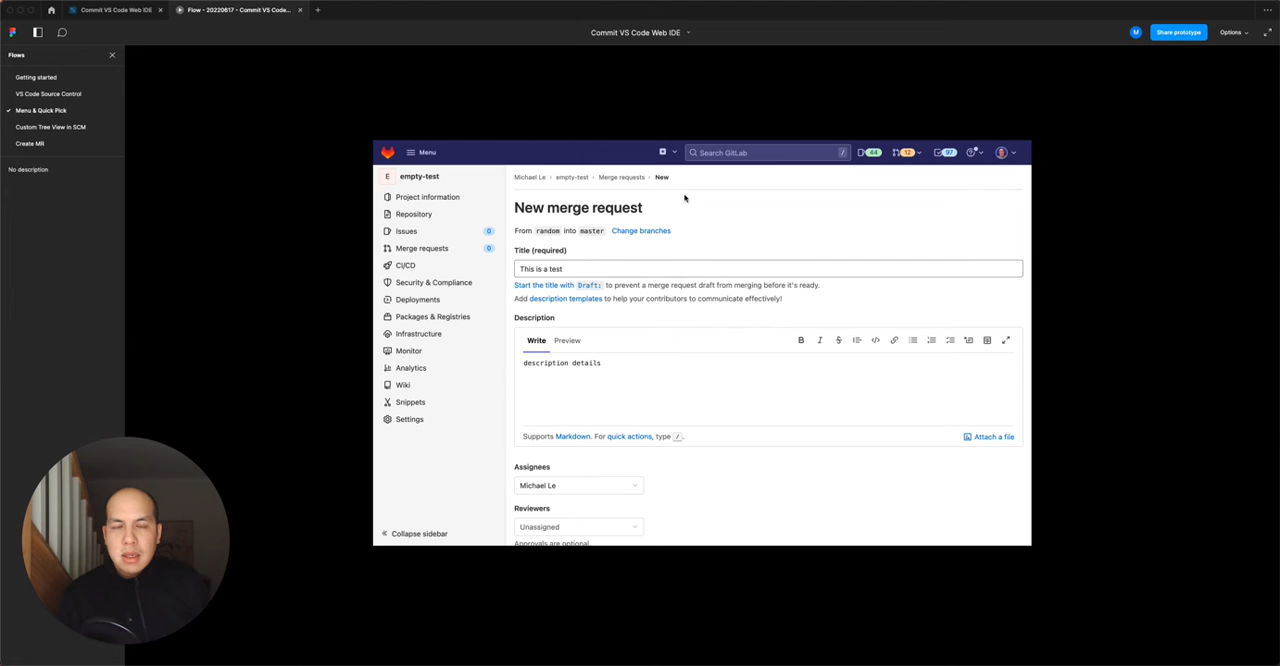 Commit VS Code Web IDE
Flow - 20220617 - Commit VS Code...
Commit VS Code Web IDE
M
Share prototype
Options
Flows
Getting started
VS Code Source Control
Menu & Quick Pick
Custom Tree View in SCM
Create MR
No description
Menu
Search GitLab
/
44
12
97
E
empty-test
Project information
Repository
Issues
0
Merge requests
0
CI/CD
Security & Compliance
Deployments
Packages & Registries
Infrastructure
Monitor
Analytics
Wiki
Snippets
Settings
Collapse sidebar
Michael Le › empty-test › Merge requests › New
New merge request
From random into master Change branches
Title (required)
This is a test
Start the title with Draft: to prevent a merge request draft from merging before it's ready.
Add description templates to help your contributors to communicate effectively!
Description
Write
Preview
description details
Supports Markdown. For quick actions, type /.
Attach a file
Assignees
Michael Le
Reviewers
Unassigned
Approvals are optional.